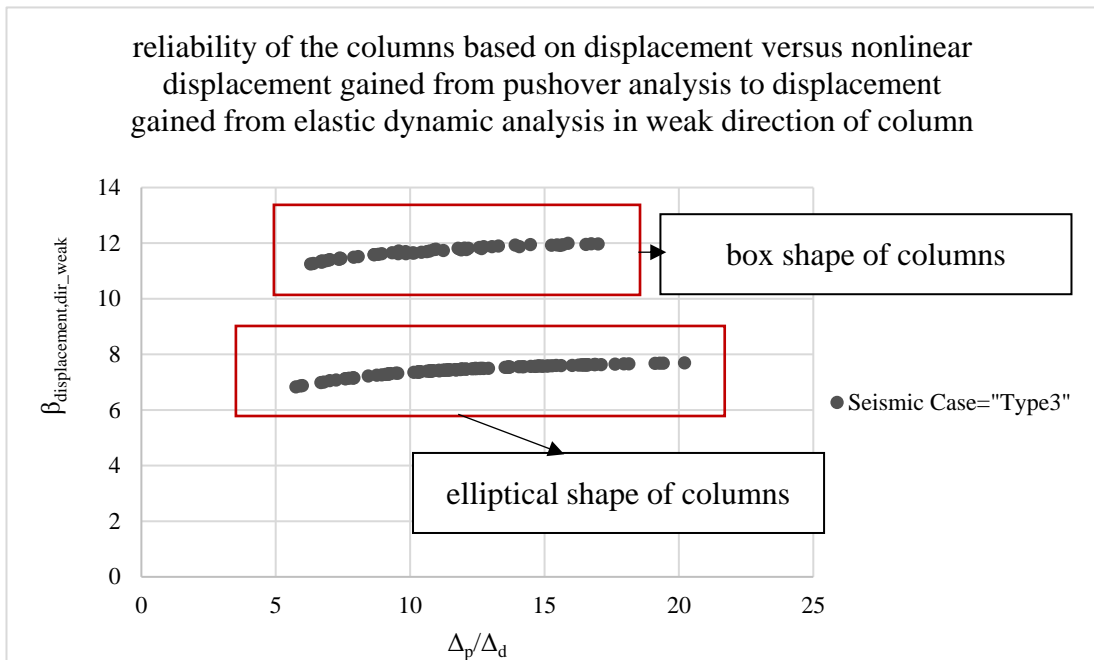 reliability of the columns based on displacement versus nonlinear
displacement gained from pushover analysis to displacement
gained from elastic dynamic analysis in weak direction of column
14
12
10
8
6
4
2
0
β displacement,dir_weak
box shape of columns
elliptical shape of columns
Seismic Case="Type3"
0 5 10 15 20 25
Δp/Δd